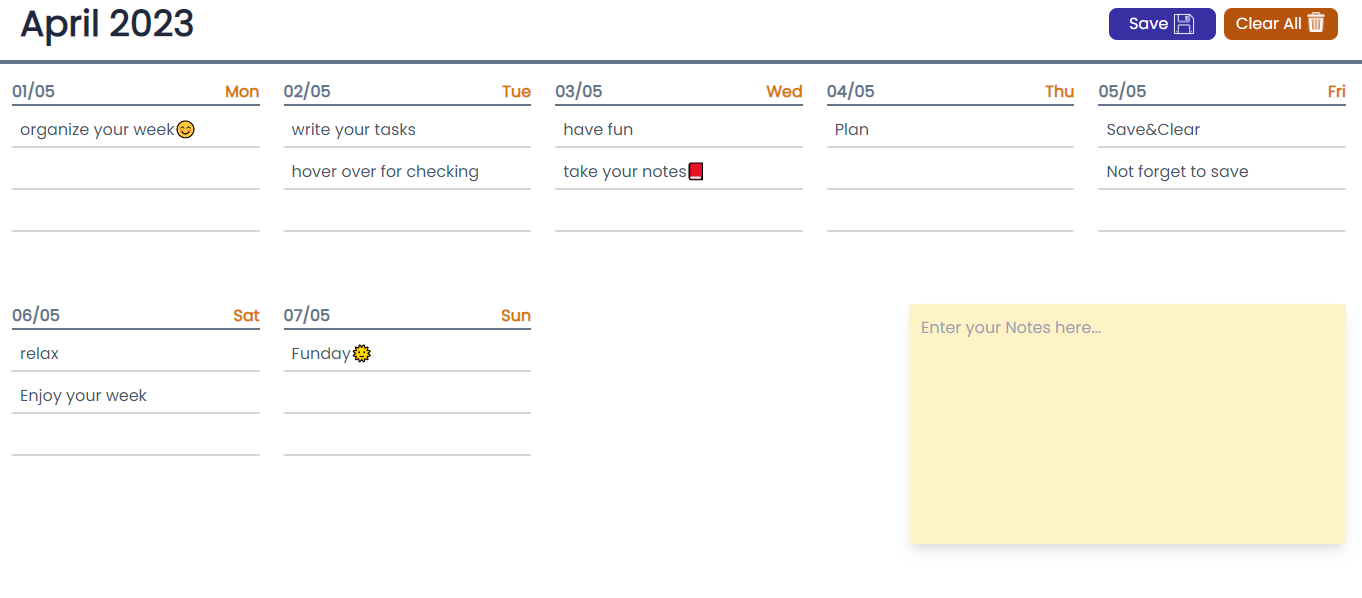 April 2023
Save
Clear All
01/05 Mon
organize your week😊
02/05 Tue
write your tasks
hover over for checking
03/05 Wed
have fun
take your notes📕
04/05 Thu
Plan
05/05 Fri
Save&Clear
Not forget to save
06/05 Sat
relax
Enjoy your week
07/05 Sun
Funday🌞
Enter your Notes here...